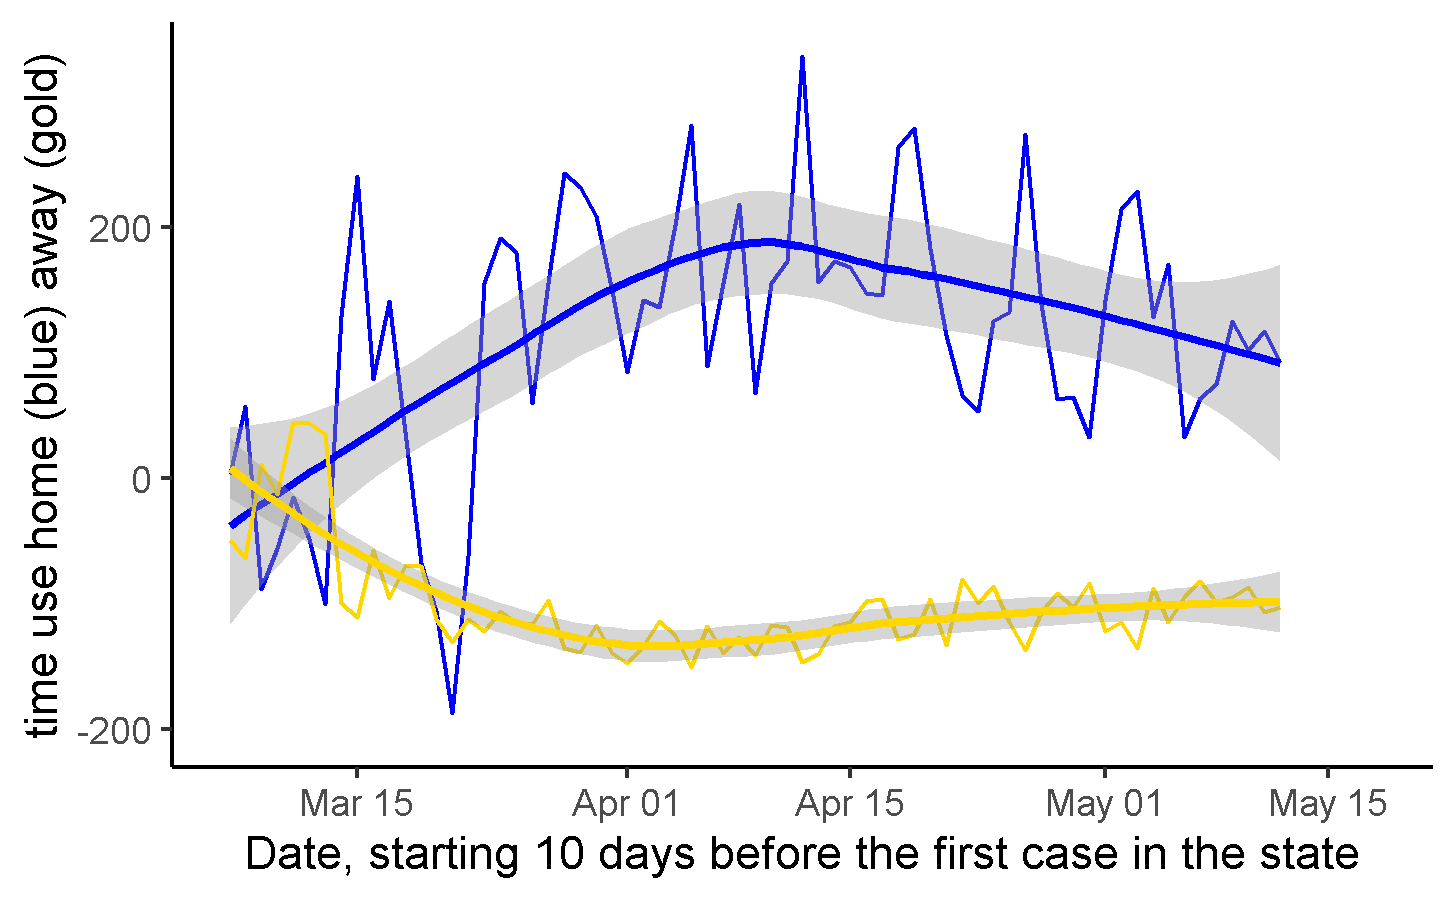 time use home (blue) away (gold)
200
0
-200
Mar 15
Apr 01
Apr 15
May 01
May 15
Date, starting 10 days before the first case in the state